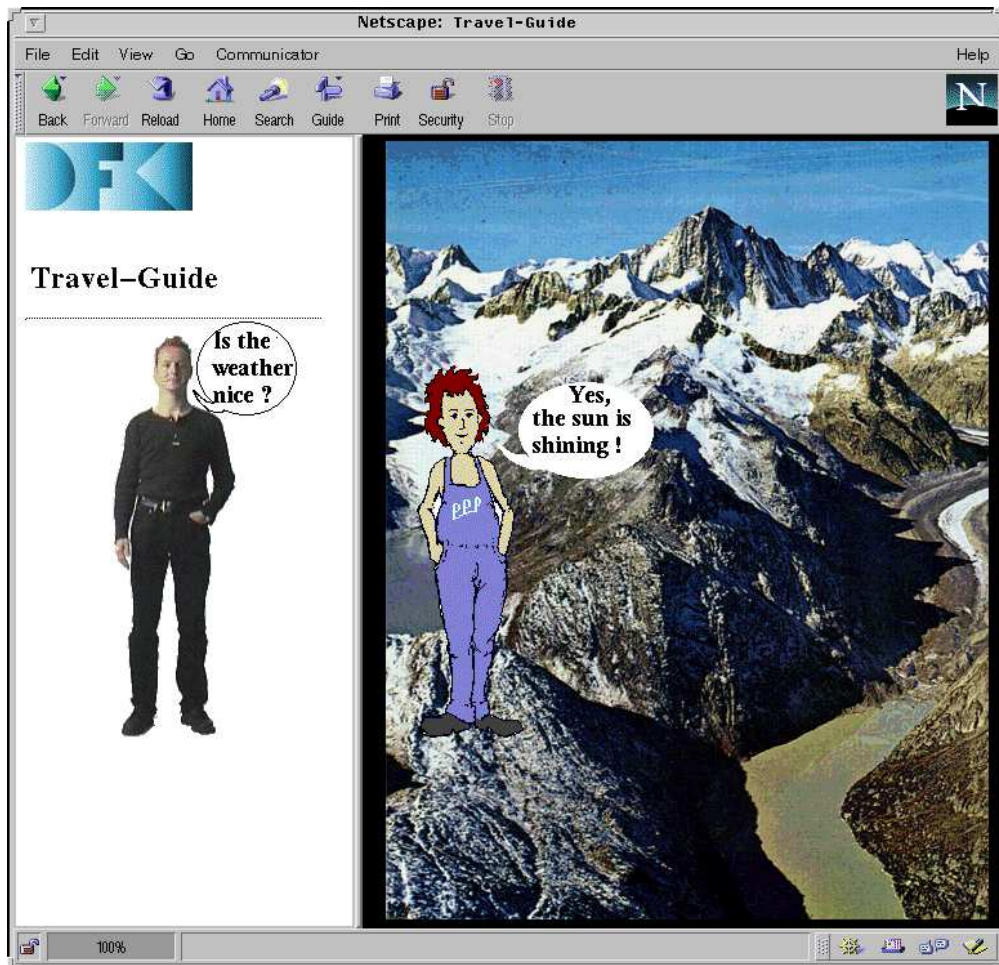 Netscape: Travel-Guide
File Edit View Go Communicator Help
Back Forward Reload Home Search Guide Print Security Stop
N
DFK
Travel-Guide
Is the
weather
nice ?
Yes,
the sun is
shining !
PPP
100%